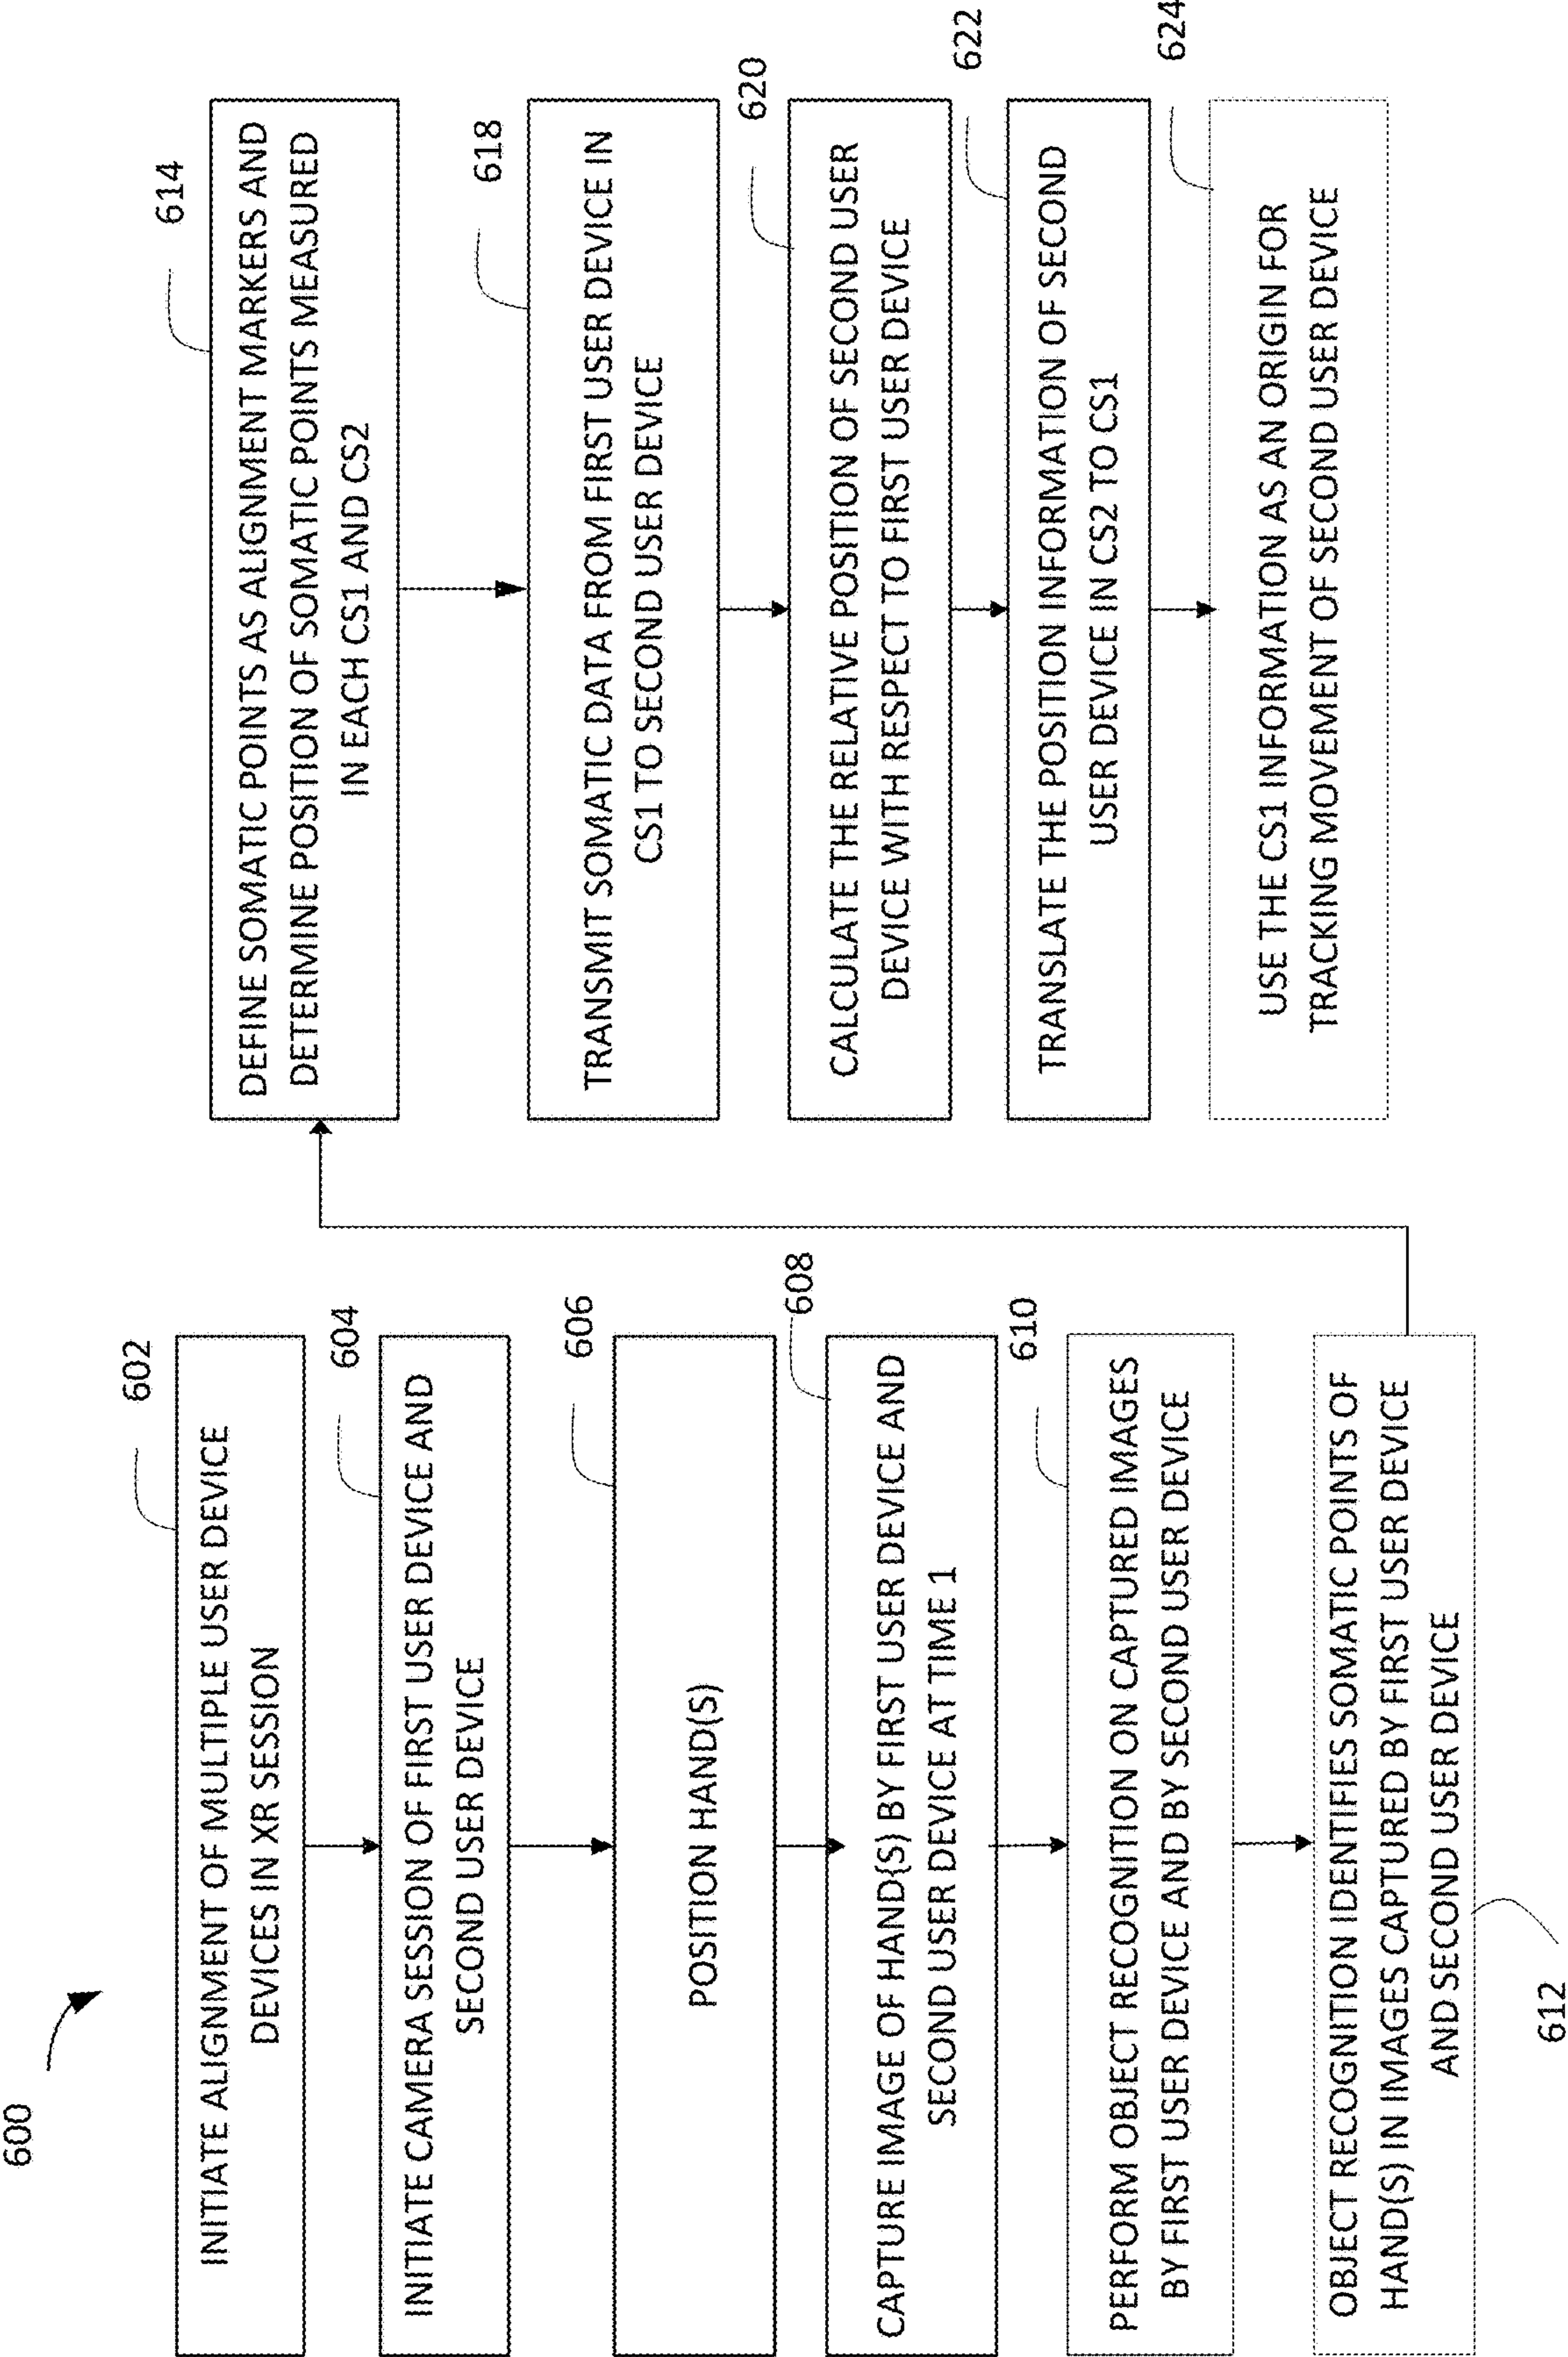 600
602
INITIATE ALIGNMENT OF MULTIPLE USER DEVICE
DEVICES IN XR SESSION
604
INITIATE CAMERA SESSION OF FIRST USER DEVICE AND
SECOND USER DEVICE
606
POSITION HAND(S)
608
CAPTURE IMAGE OF HAND(S) BY FIRST USER DEVICE AND
SECOND USER DEVICE AT TIME 1
610
PERFORM OBJECT RECOGNITION ON CAPTURED IMAGES
BY FIRST USER DEVICE AND BY SECOND USER DEVICE
OBJECT RECOGNITION IDENTIFIES SOMATIC POINTS OF
HAND(S) IN IMAGES CAPTURED BY FIRST USER DEVICE
AND SECOND USER DEVICE
612
614
DEFINE SOMATIC POINTS AS ALIGNMENT MARKERS AND
DETERMINE POSITION OF SOMATIC POINTS MEASURED
IN EACH CS1 AND CS2
618
TRANSMIT SOMATIC DATA FROM FIRST USER DEVICE IN
CS1 TO SECOND USER DEVICE
620
CALCULATE THE RELATIVE POSITION OF SECOND USER
DEVICE WITH RESPECT TO FIRST USER DEVICE
622
TRANSLATE THE POSITION INFORMATION OF SECOND
USER DEVICE IN CS2 TO CS1
624
USE THE CS1 INFORMATION AS AN ORIGIN FOR
TRACKING MOVEMENT OF SECOND USER DEVICE